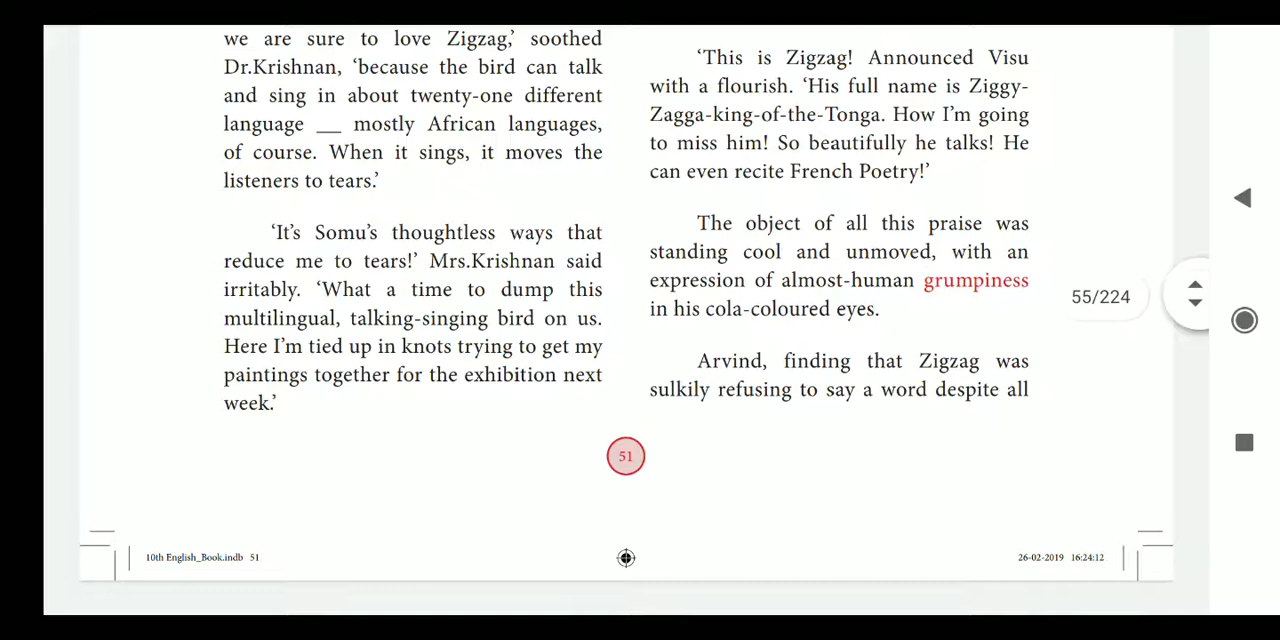 we are sure to love Zigzag,’ soothed
Dr.Krishnan, ‘because the bird can talk
and sing in about twenty-one different
language __ mostly African languages,
of course. When it sings, it moves the
listeners to tears.’
‘It’s Somu’s thoughtless ways that
reduce me to tears!’ Mrs.Krishnan said
irritably. ‘What a time to dump this
multilingual, talking-singing bird on us.
Here I’m tied up in knots trying to get my
paintings together for the exhibition next
week.’
‘This is Zigzag! Announced Visu
with a flourish. ‘His full name is Ziggy-
Zagga-king-of-the-Tonga. How I’m going
to miss him! So beautifully he talks! He
can even recite French Poetry!’
The object of all this praise was
standing cool and unmoved, with an
expression of almost-human grumpiness
in his cola-coloured eyes.
Arvind, finding that Zigzag was
sulkily refusing to say a word despite all
55/224
51
10th English_Book.indb 51
26-02-2019 16:24:12